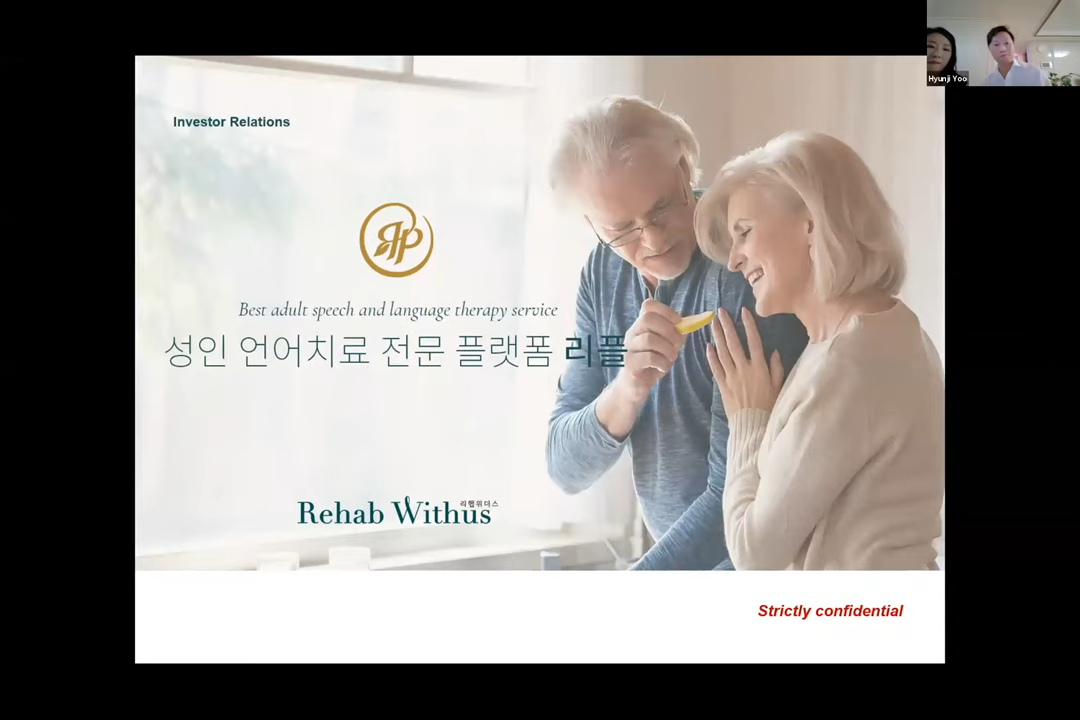 Hyunji Yoo
Investor Relations
Best adult speech and language therapy service
성인 언어치료 전문 플랫폼 리플
Rehab Withus 리햅위더스
Strictly confidential